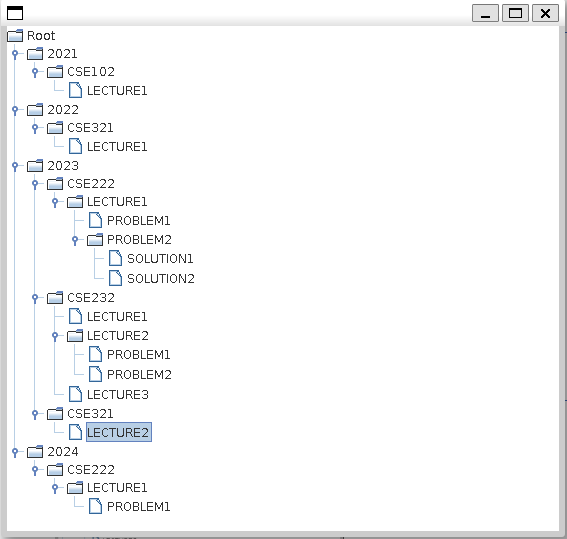 Root
2021
CSE102
LECTURE1
2022
CSE321
LECTURE1
2023
CSE222
LECTURE1
PROBLEM1
PROBLEM2
SOLUTION1
SOLUTION2
CSE232
LECTURE1
LECTURE2
PROBLEM1
PROBLEM2
LECTURE3
CSE321
LECTURE2
2024
CSE222
LECTURE1
PROBLEM1